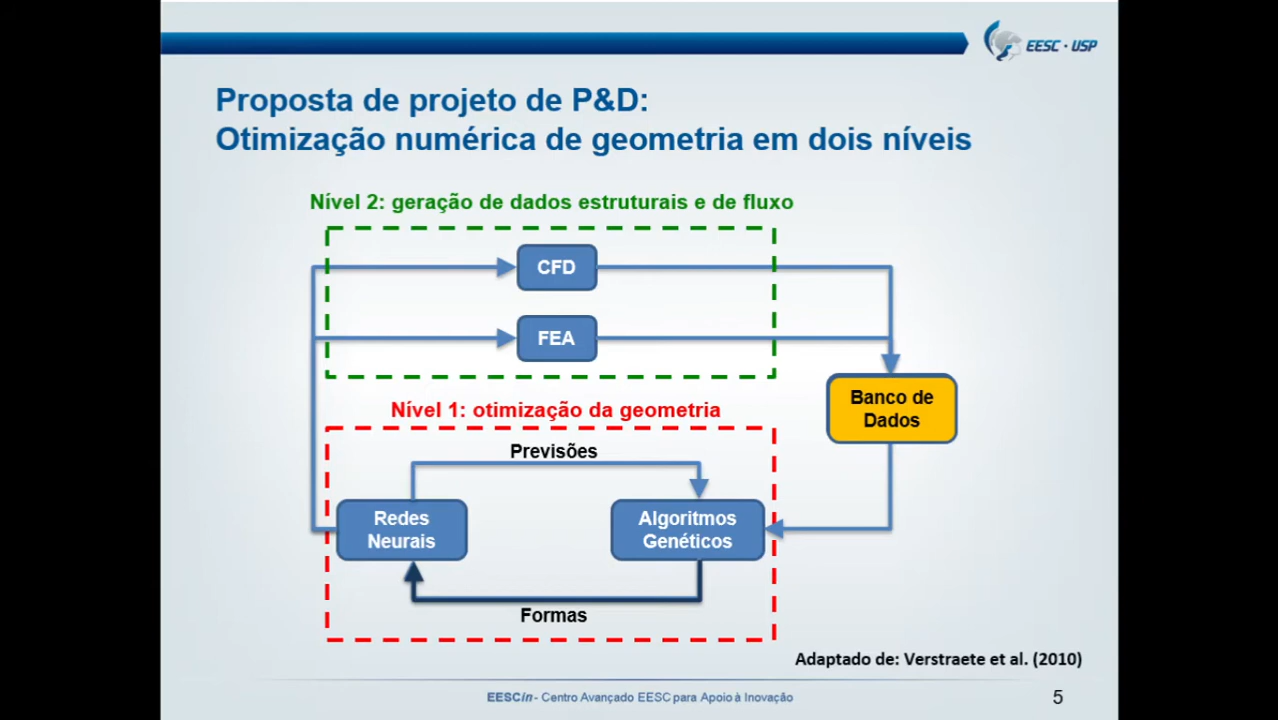 EESC · USP
Proposta de projeto de P&D:
Otimização numérica de geometria em dois níveis
Nível 2: geração de dados estruturais e de fluxo
CFD
FEA
Banco de
Dados
Nível 1: otimização da geometria
Previsões
Redes
Neurais
Algoritmos
Genéticos
Formas
Adaptado de: Verstraete et al. (2010)
EESCin - Centro Avançado EESC para Apoio à Inovação
5